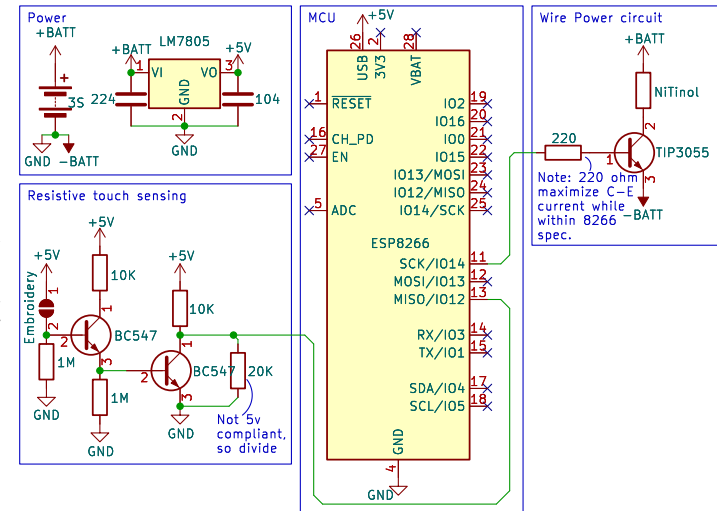 Power
+BATT
+
3S
GND
-BATT
+BATT
LM7805
+5V
1
VI
VO
3
GND
2
224
104
GND
Resistive touch sensing
+5V
+5V
+5V
Embroidery
1
2
10K
1
2
BC547
3
1M
GND
1M
GND
10K
1
2
BC547
3
20K
GND
Not 5v
compliant,
so divide
MCU
+5V
26
USB
2
3V3
28
VBAT
1
RESET
16
CH_PD
27
EN
5
ADC
IO2
19
IO16
20
IO0
21
IO15
22
IO13/MOSI
23
IO12/MISO
24
IO14/SCK
25
ESP8266
SCK/IO14
11
MOSI/IO13
12
MISO/IO12
13
RX/IO3
14
TX/IO1
15
SDA/IO4
17
SCL/IO5
18
GND
4
GND
Wire Power circuit
+BATT
NiTinol
2
220
1
TIP3055
3
-BATT
Note: 220 ohm
maximize C-E
current while
within 8266
spec.